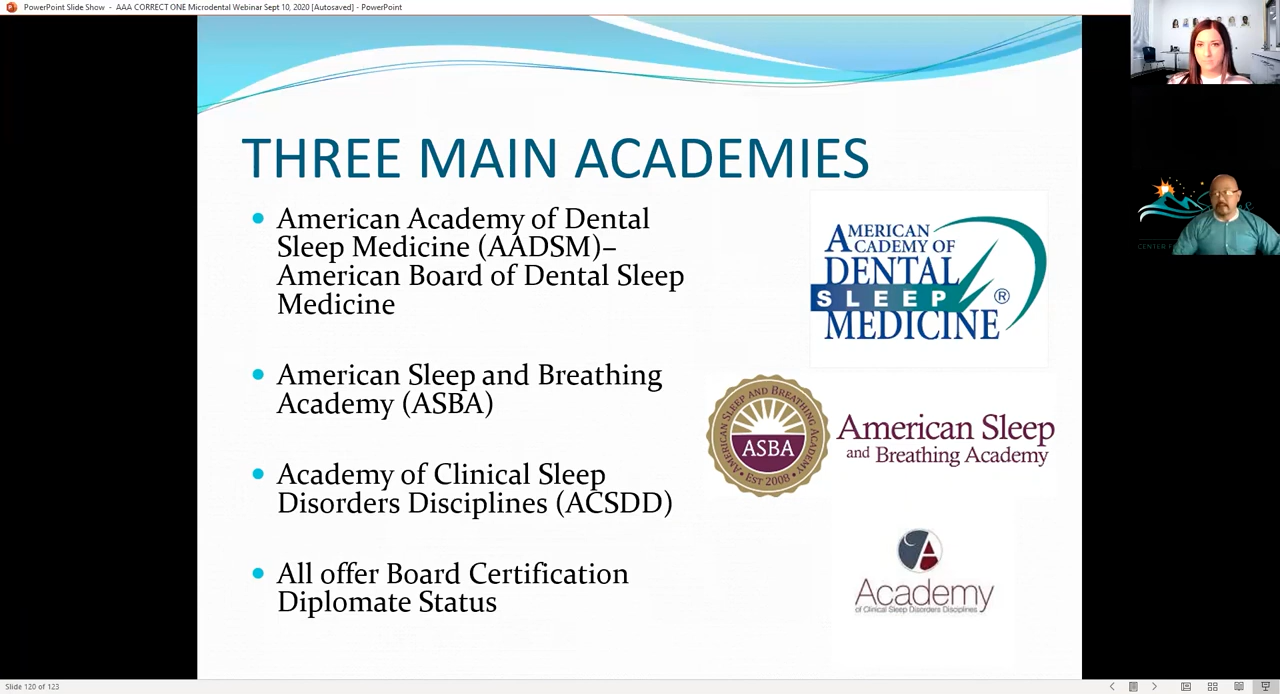 PowerPoint Slide Show - AAA CORRECT ONE Microdental Webinar Sept 10, 2020 [Autosaved] - PowerPoint
THREE MAIN ACADEMIES
American Academy of Dental
Sleep Medicine (AADSM)–
American Board of Dental Sleep
Medicine
American Sleep and Breathing
Academy (ASBA)
Academy of Clinical Sleep
Disorders Disciplines (ACSDD)
All offer Board Certification
Diplomate Status
AMERICAN
ACADEMY OF
DENTAL
SLEEP
MEDICINE
®
AMERICAN SLEEP AND BREATHING ACADEMY
ASBA
EST 2008
American Sleep
and Breathing Academy
A
Academy
of Clinical Sleep Disorders Disciplines
CENTER
Slide 120 of 123